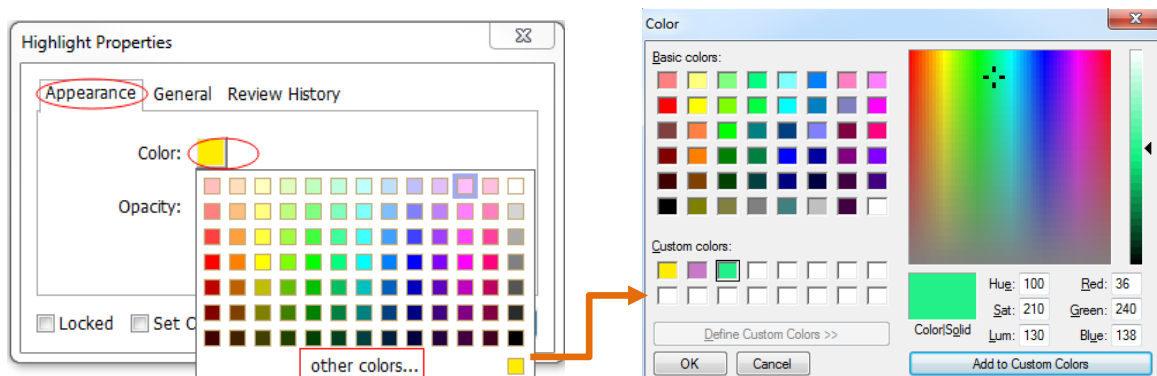 Highlight Properties
Appearance General Review History
Color:
Opacity:
Locked Set C
other colors...
Color
Basic colors:
Custom colors:
Define Custom Colors >>
OK Cancel
Color|Solid
Hue: 100 Red: 36
Sat: 210 Green: 240
Lum: 130 Blue: 138
Add to Custom Colors